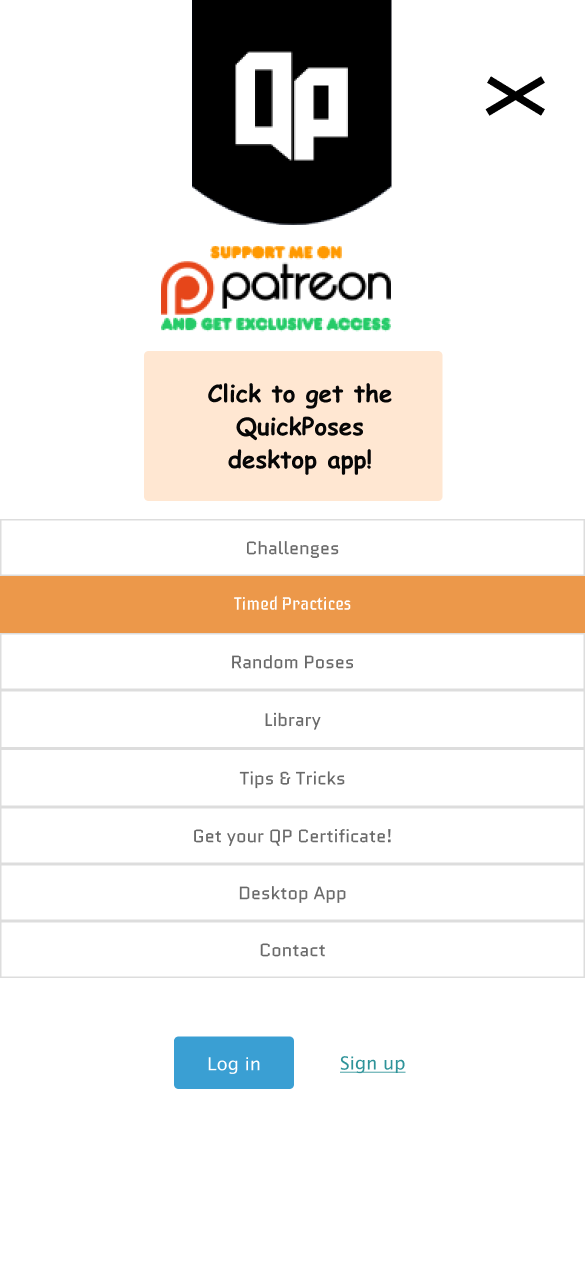 QP
SUPPORT ME ON
patreon
AND GET EXCLUSIVE ACCESS
Click to get the
QuickPoses
desktop app!
Challenges
Timed Practices
Random Poses
Library
Tips & Tricks
Get your QP Certificate!
Desktop App
Contact
Log in
Sign up